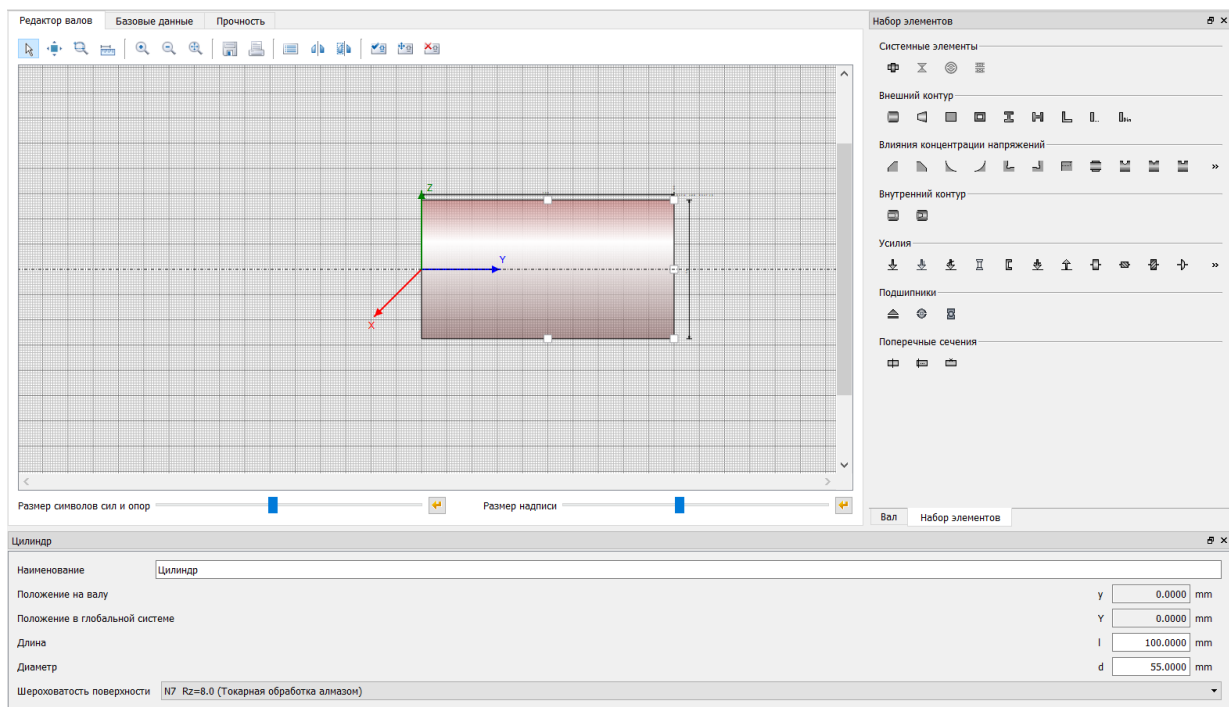 Редактор валов Базовые данные Прочность
Набор элементов
Системные элементы
Внешний контур
Влияния концентрации напряжений
»
Внутренний контур
Усилия
»
Подшипники
Поперечные сечения
Z
Y
X
Размер символов сил и опор
Размер надписи
Вал Набор элементов
Цилиндр
Наименование Цилиндр
Положение на валу y 0.0000 mm
Положение в глобальной системе Y 0.0000 mm
Длина l 100.0000 mm
Диаметр d 55.0000 mm
Шероховатость поверхности N7 Rz=8.0 (Токарная обработка алмазом)